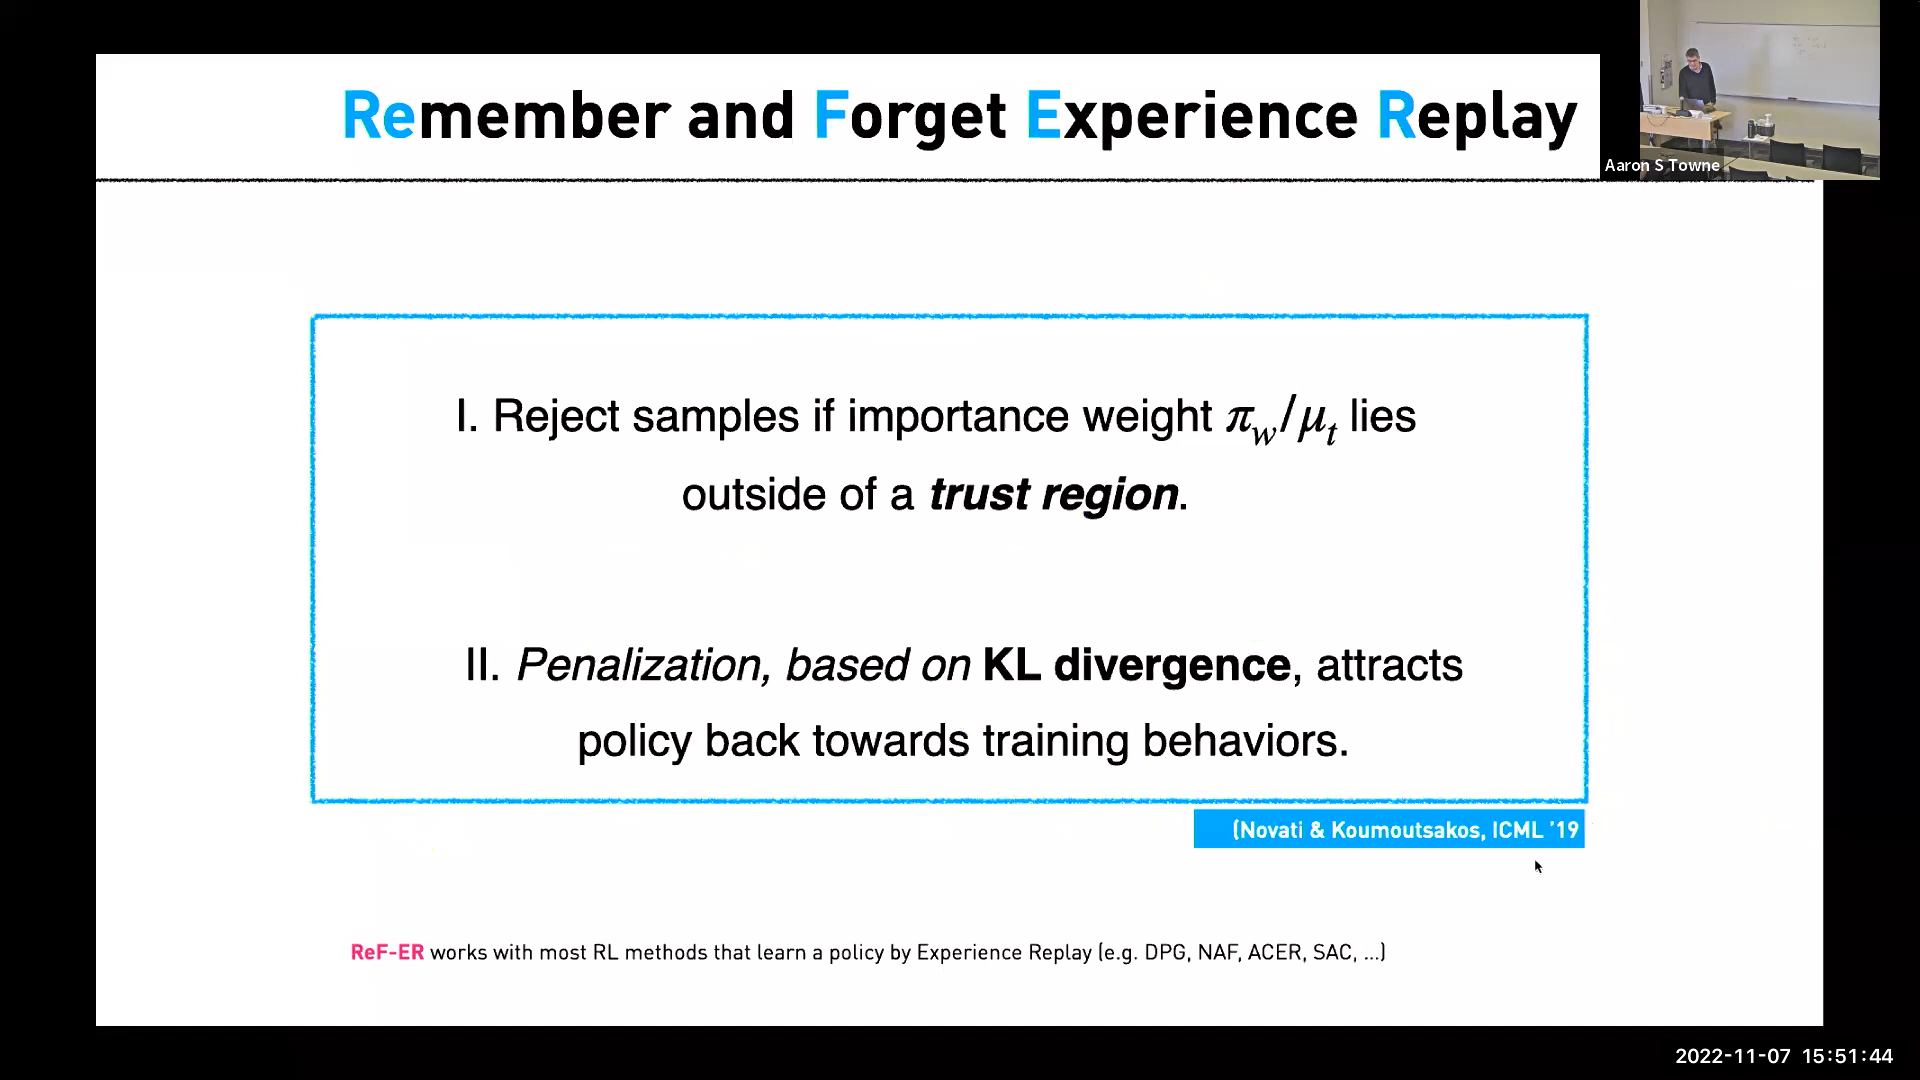 Remember and Forget Experience Replay
Aaron S Towne
I. Reject samples if importance weight π_w/μ_t lies
outside of a trust region.
II. Penalization, based on KL divergence, attracts
policy back towards training behaviors.
(Novati & Koumoutsakos, ICML '19
ReF-ER works with most RL methods that learn a policy by Experience Replay (e.g. DPG, NAF, ACER, SAC, ...)
2022-11-07 15:51:44